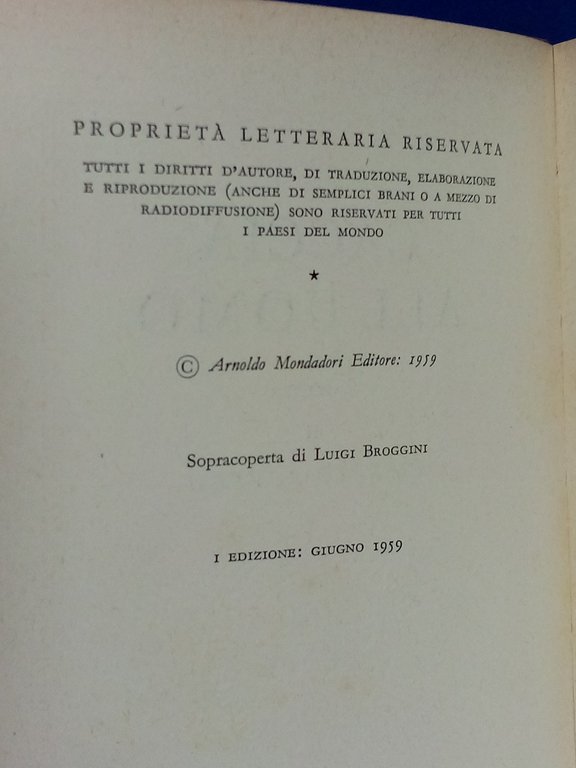 PROPRIETÀ LETTERARIA RISERVATA
TUTTI I DIRITTI D'AUTORE, DI TRADUZIONE, ELABORAZIONE
E RIPRODUZIONE (ANCHE DI SEMPLICI BRANI O A MEZZO DI
RADIODIFFUSIONE) SONO RISERVATI PER TUTTI
I PAESI DEL MONDO
★
© Arnoldo Mondadori Editore: 1959
Sopracoperta di LUIGI BROGGINI
I EDIZIONE: GIUGNO 1959